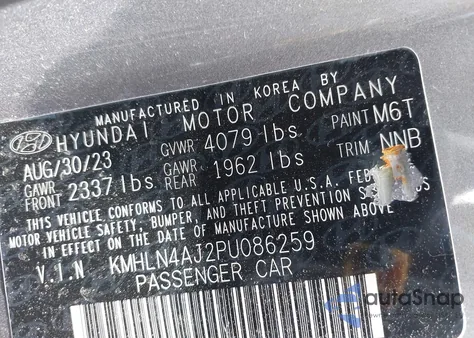 MANUFACTURED IN KOREA BY
HYUNDAI MOTOR COMPANY
AUG/30/23 GVWR 4079 lbs PAINT M6T
GAWR FRONT 2337 lbs GAWR REAR 1962 lbs TRIM NNB
THIS VEHICLE CONFORMS TO ALL APPLICABLE U.S.A. FED
MOTOR VEHICLE SAFETY, BUMPER, AND THEFT PREVENTION
IN EFFECT ON THE DATE OF MANUFACTURE SHOWN ABOVE
V.I.N KMHLN4AJ2PU086259
PASSENGER CAR
autoSnap